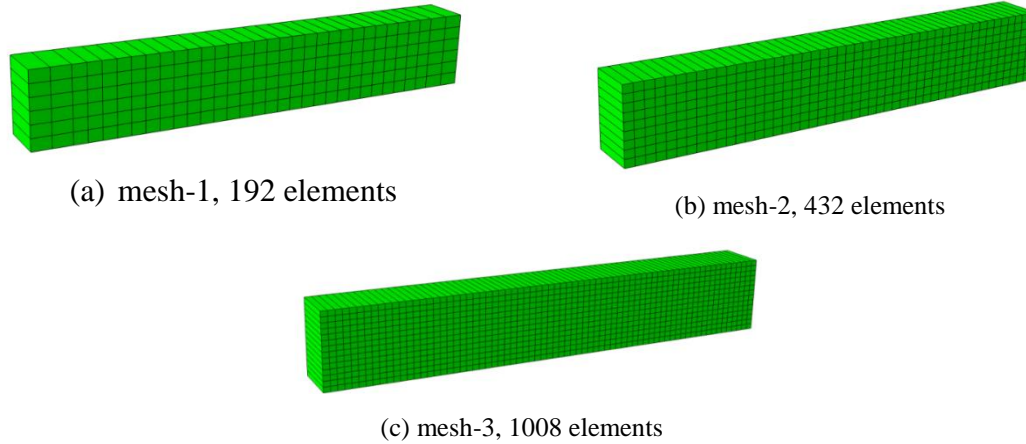 (a) mesh-1, 192 elements
(b) mesh-2, 432 elements
(c) mesh-3, 1008 elements